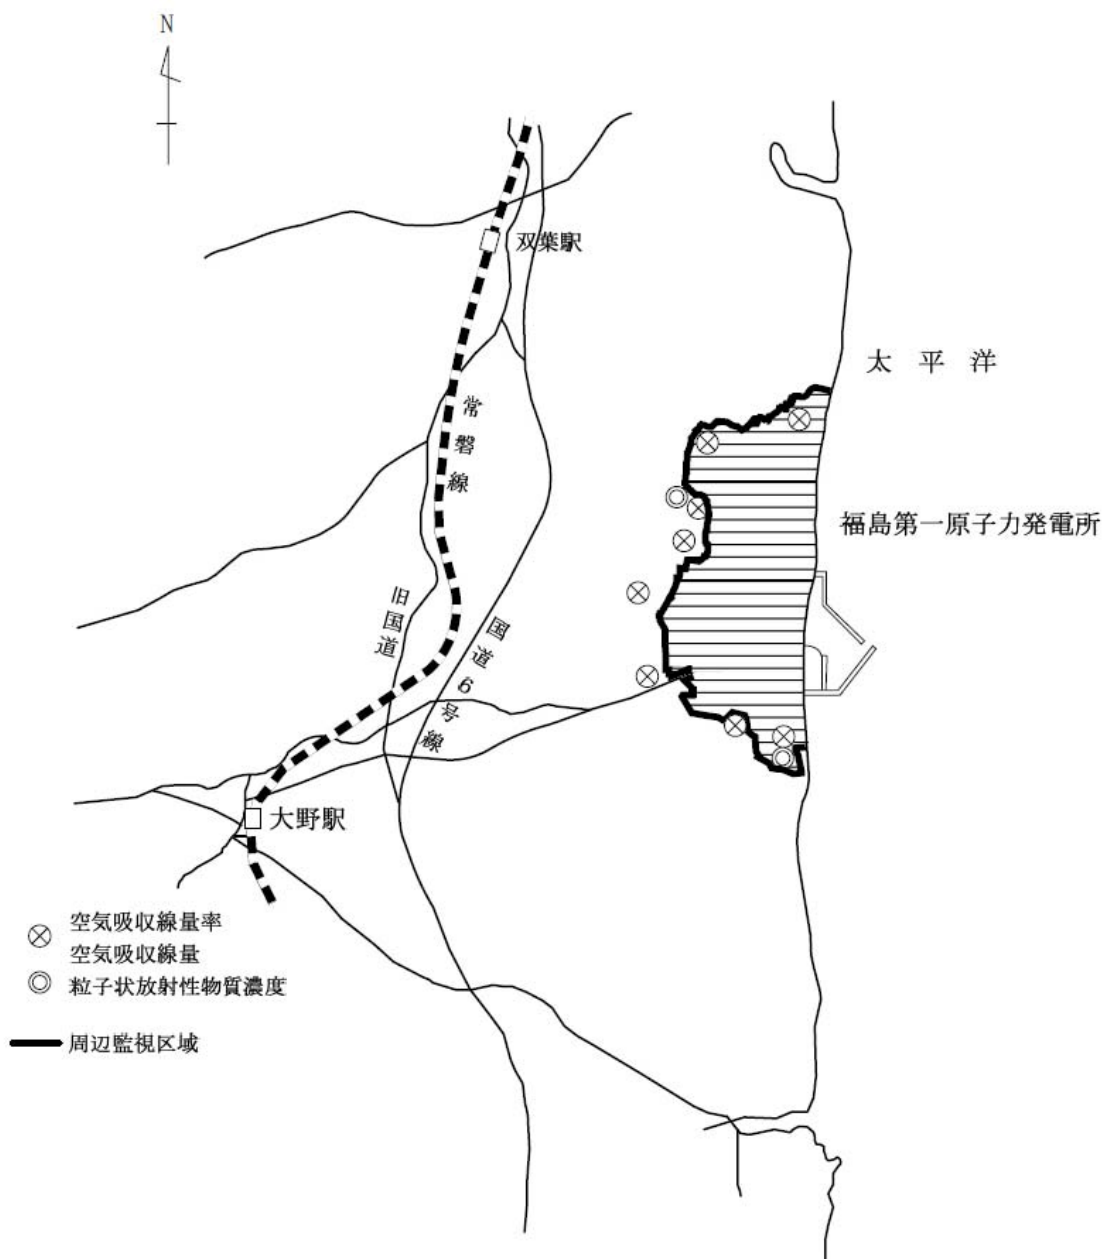 N
双葉駅
太平洋
常磐線
福島第一原子力発電所
旧国道
国道6号線
大野駅
空気吸収線量率
空気吸収線量
粒子状放射性物質濃度
周辺監視区域